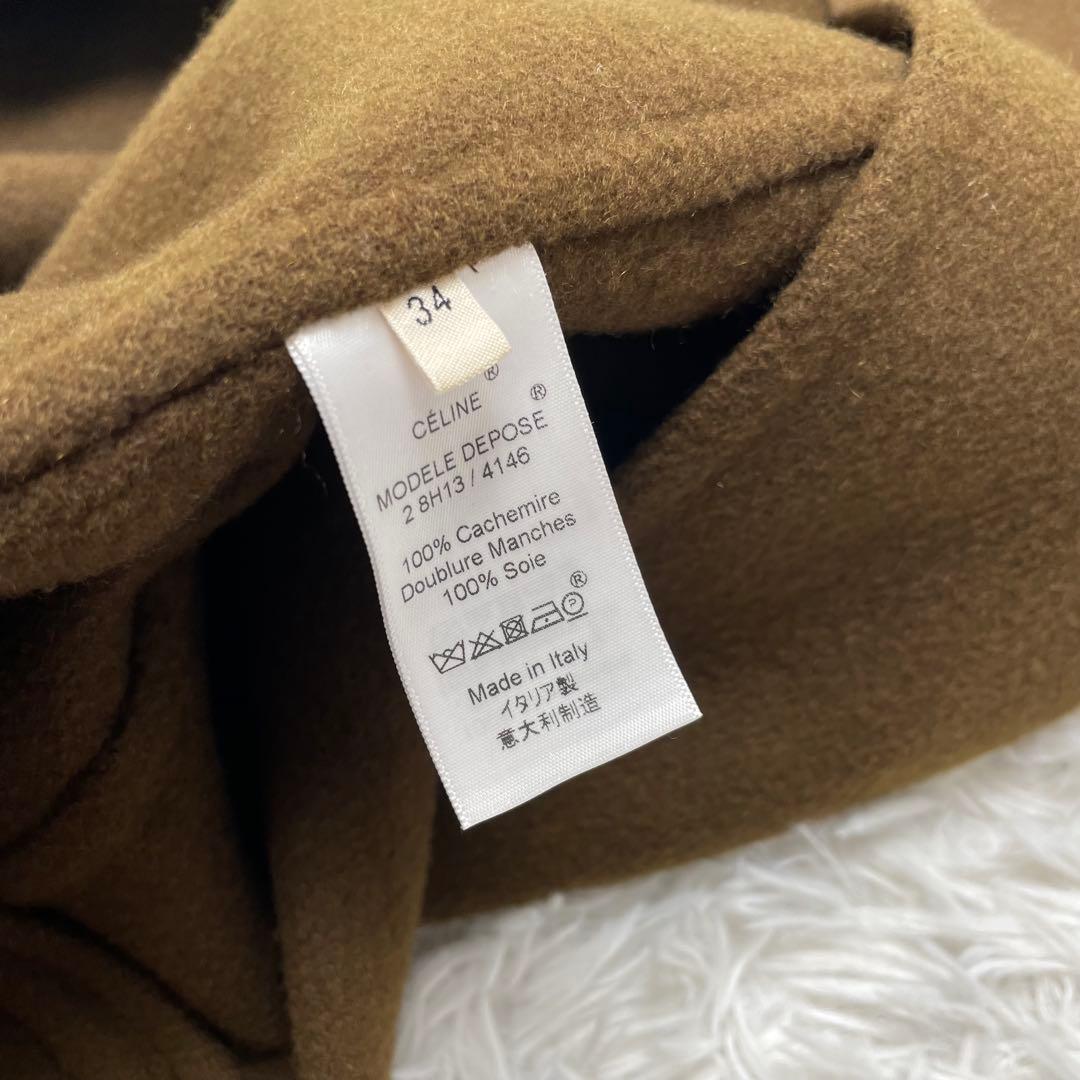 34
®
CÉLINE
®
MODELE DEPOSE
2 8H13 / 4146
100% Cachemire
Doublure Manches
100% Soie
®
P
Made in Italy
イタリア製
意大利制造